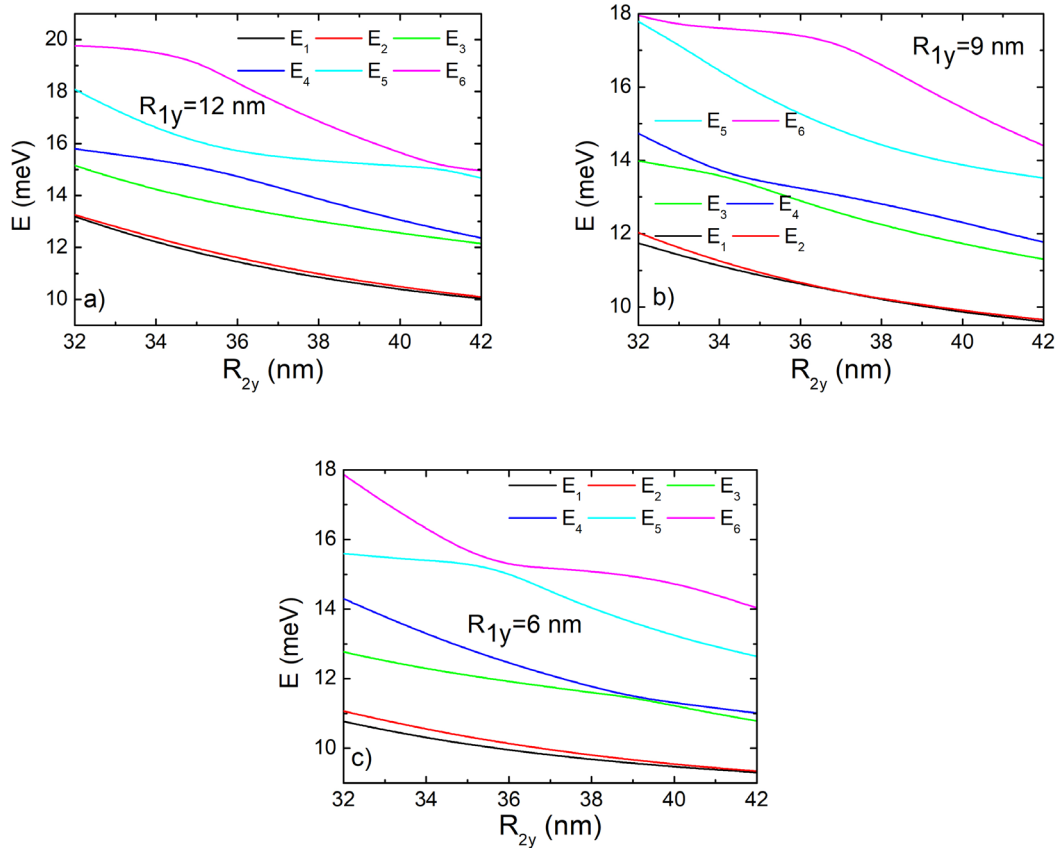 E₁ E₂ E₃
E₄ E₅ E₆
R₁y=12 nm
a)
E (meV)
20
18
16
14
12
10
32 34 36 38 40 42
R₂y (nm)
R₁y=9 nm
E₅ E₆
E₃ E₄
E₁ E₂
b)
E (meV)
18
16
14
12
10
32 34 36 38 40 42
R₂y (nm)
E₁ E₂ E₃
E₄ E₅ E₆
R₁y=6 nm
c)
E (meV)
18
16
14
12
10
32 34 36 38 40 42
R₂y (nm)